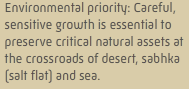 Environmental priority: Careful,
sensitive growth is essential to
preserve critical natural assets at
the crossroads of desert, sabkha
(salt flat) and sea.